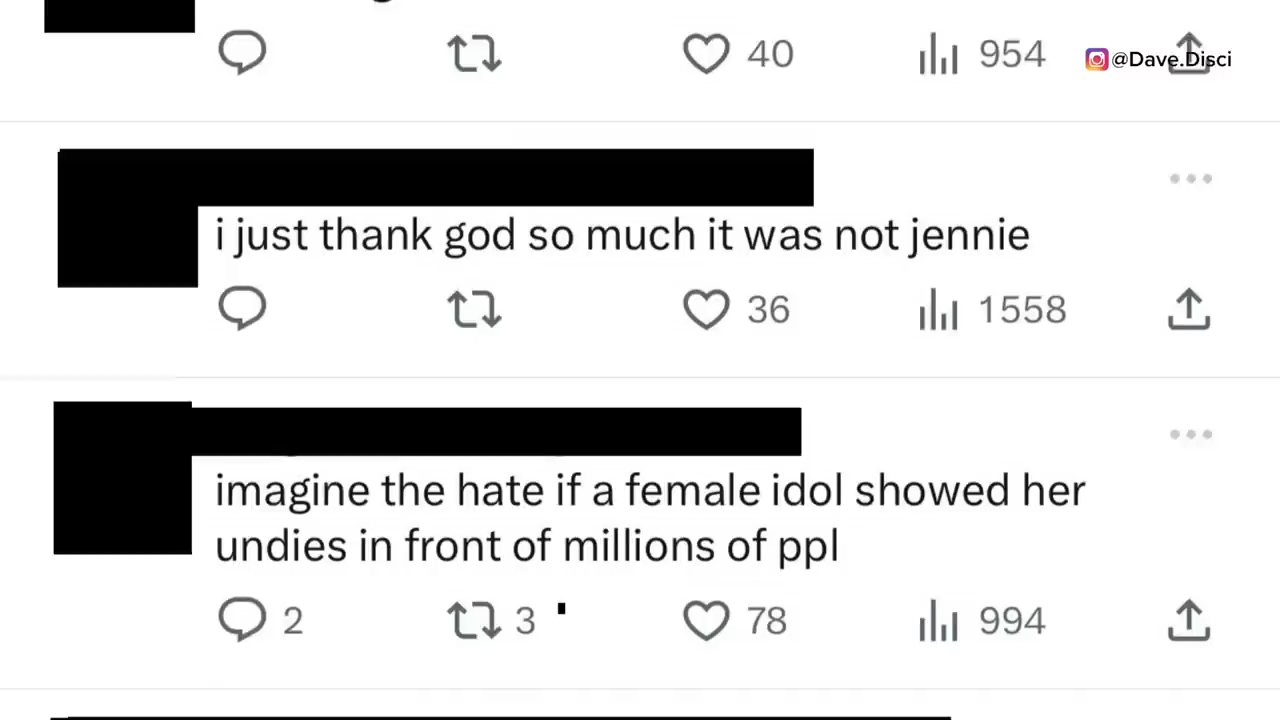 40 954 @Dave.Disci
i just thank god so much it was not jennie
36 1558
imagine the hate if a female idol showed her
undies in front of millions of ppl
2 3 78 994